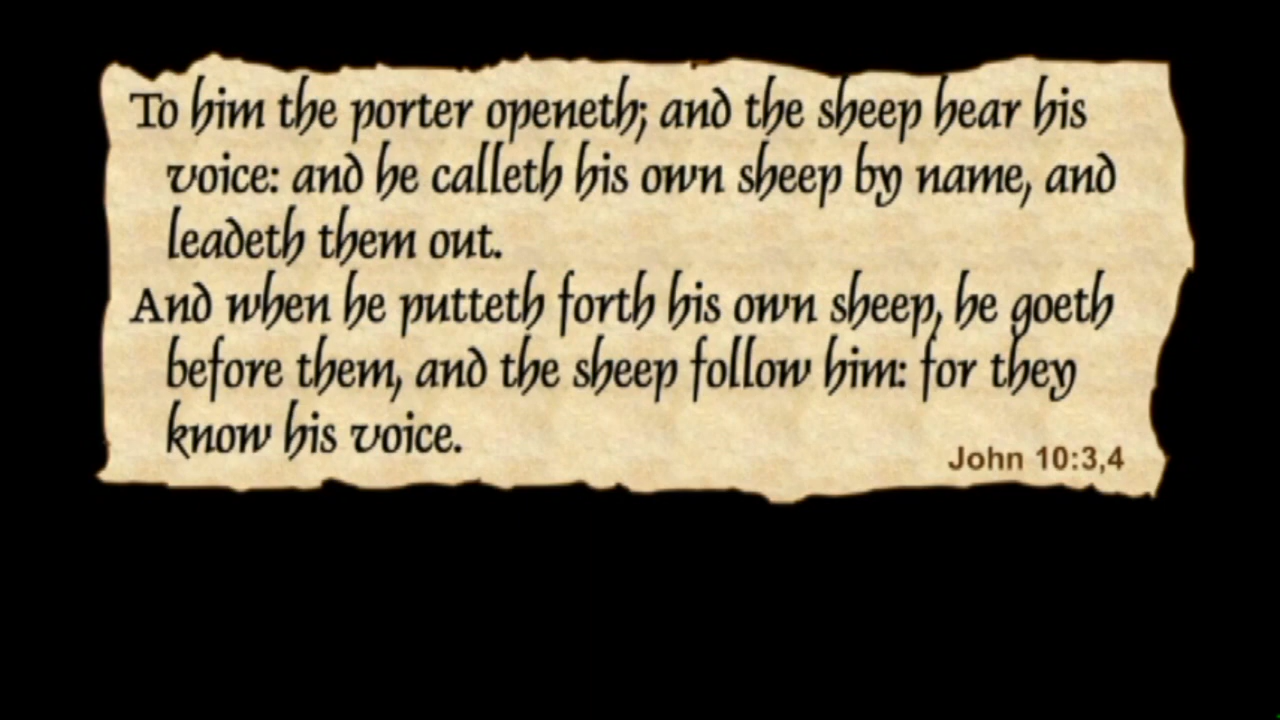 To him the porter openeth; and the sheep hear his
voice: and he calleth his own sheep by name, and
leadeth them out.
And when he putteth forth his own sheep, he goeth
before them, and the sheep follow him: for they
know his voice.
John 10:3,4